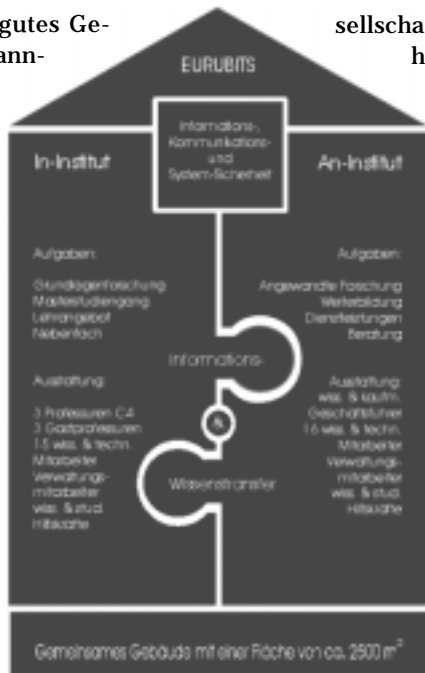 gutes Ge-
ann-
sellscha
h
EURUBITS
Informations-,
Kommunikations-
und
System-Sicherheit
In-Institut
Aufgaben:
Grundlagenforschung
Masterstudiengang
Lehrangebot
Nebenfach
Ausstattung:
3 Professuren C4
3 Gastprofessuren
15 wiss. & techn.
Mitarbeiter
Verwaltungs-
mitarbeiter
wiss. & stud.
Hilfskräfte
An-Institut
Aufgaben:
Angewandte Forschung
Weiterbildung
Dienstleistungen
Beratung
Ausstattung:
wiss. & kaufm.
Geschäftsführer
16 wiss. & techn.
Mitarbeiter
Verwaltungs-
mitarbeiter
wiss. & stud.
Hilfskräfte
Informations-
&
Wissenstransfer
Gemeinsames Gebäude mit einer Fläche von ca. 2500 m²